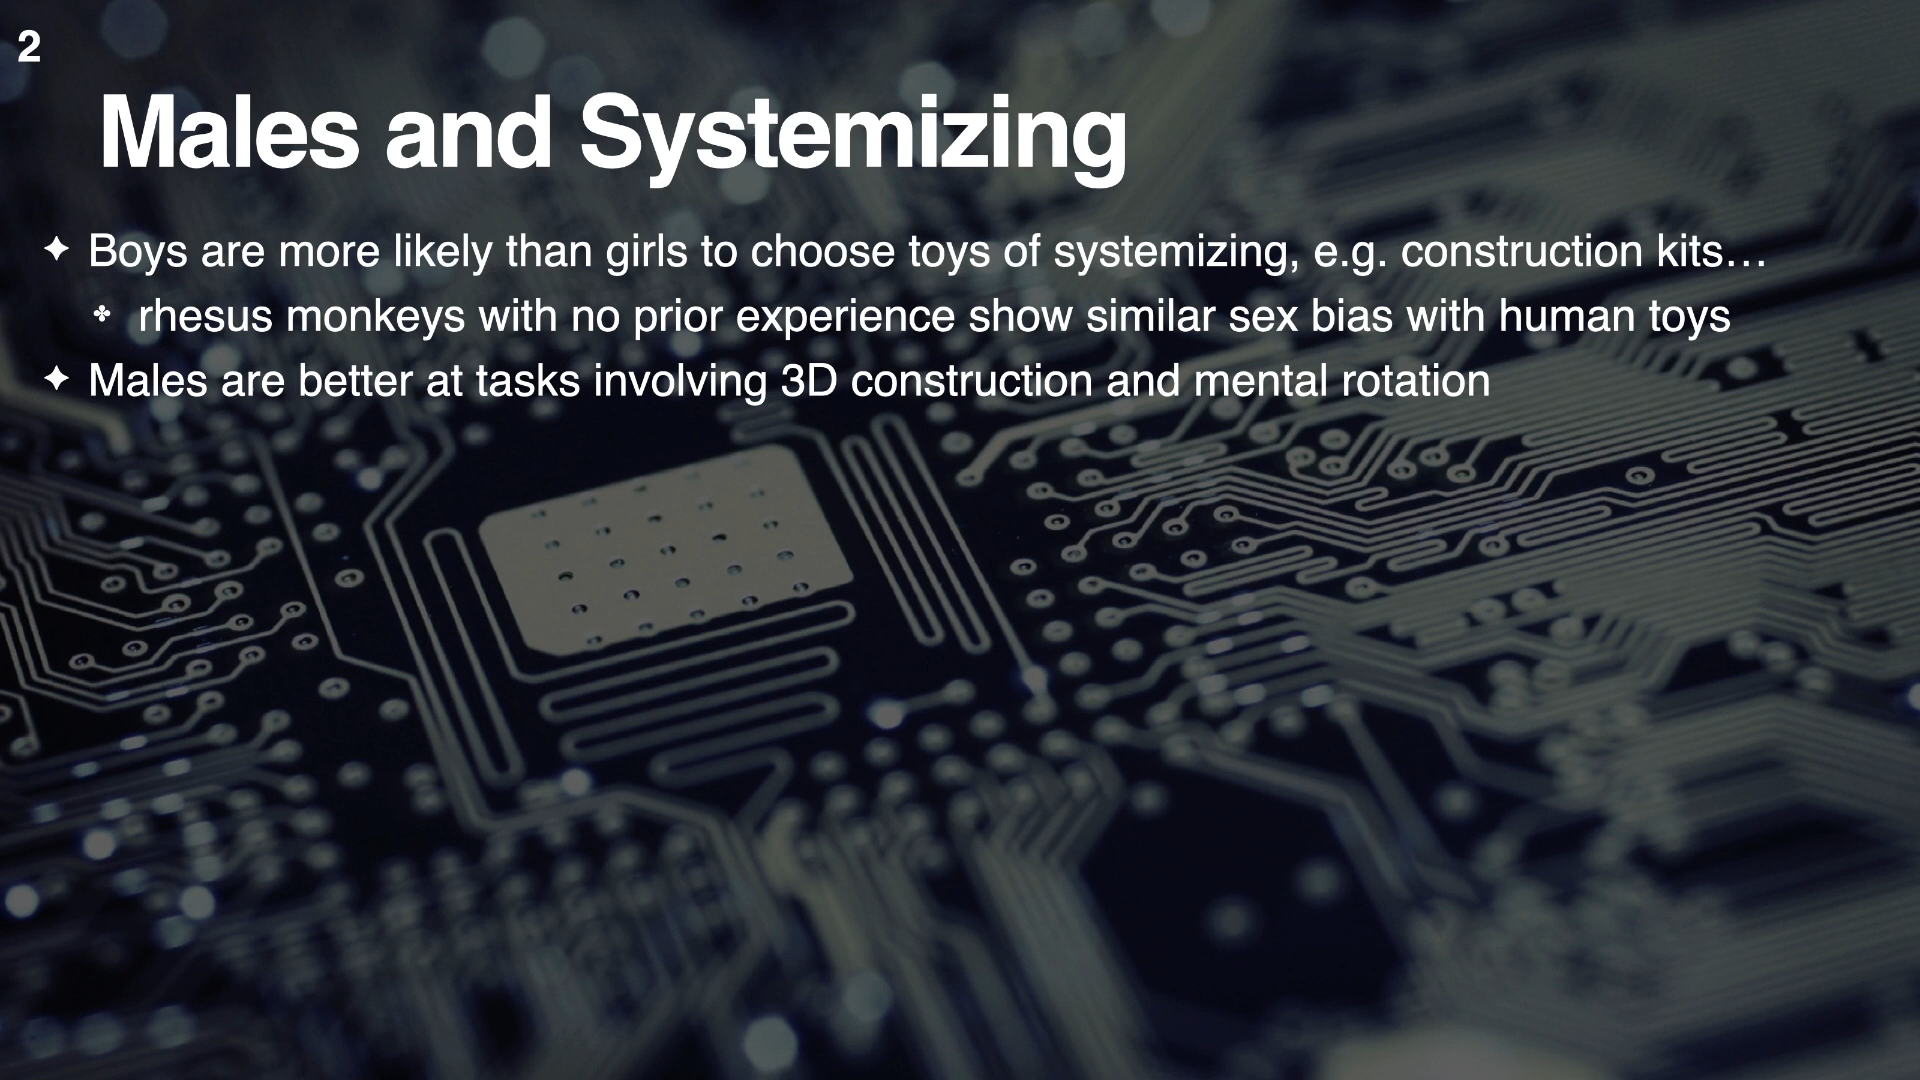 2
Males and Systemizing
✦ Boys are more likely than girls to choose toys of systemizing, e.g. construction kits…
✤ rhesus monkeys with no prior experience show similar sex bias with human toys
✦ Males are better at tasks involving 3D construction and mental rotation